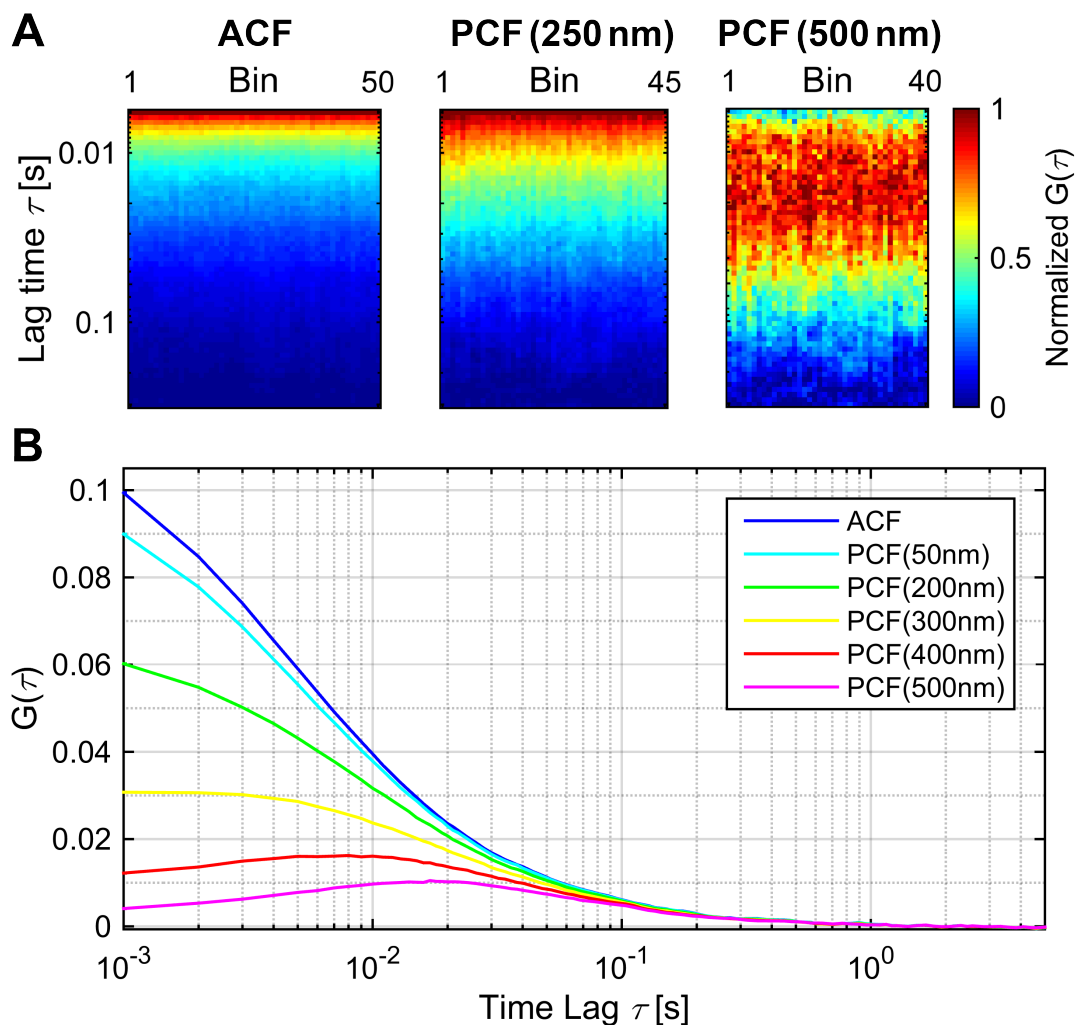 A
ACF PCF (250 nm) PCF (500 nm)
1 Bin 50 1 Bin 45 1 Bin 40
Lag time τ [s]
0.01
0.1
1
0.5
0
Normalized G(τ)
B
G(τ)
0.1
0.08
0.06
0.04
0.02
0
ACF
PCF(50nm)
PCF(200nm)
PCF(300nm)
PCF(400nm)
PCF(500nm)
10⁻³ 10⁻² 10⁻¹ 10⁰
Time Lag τ [s]